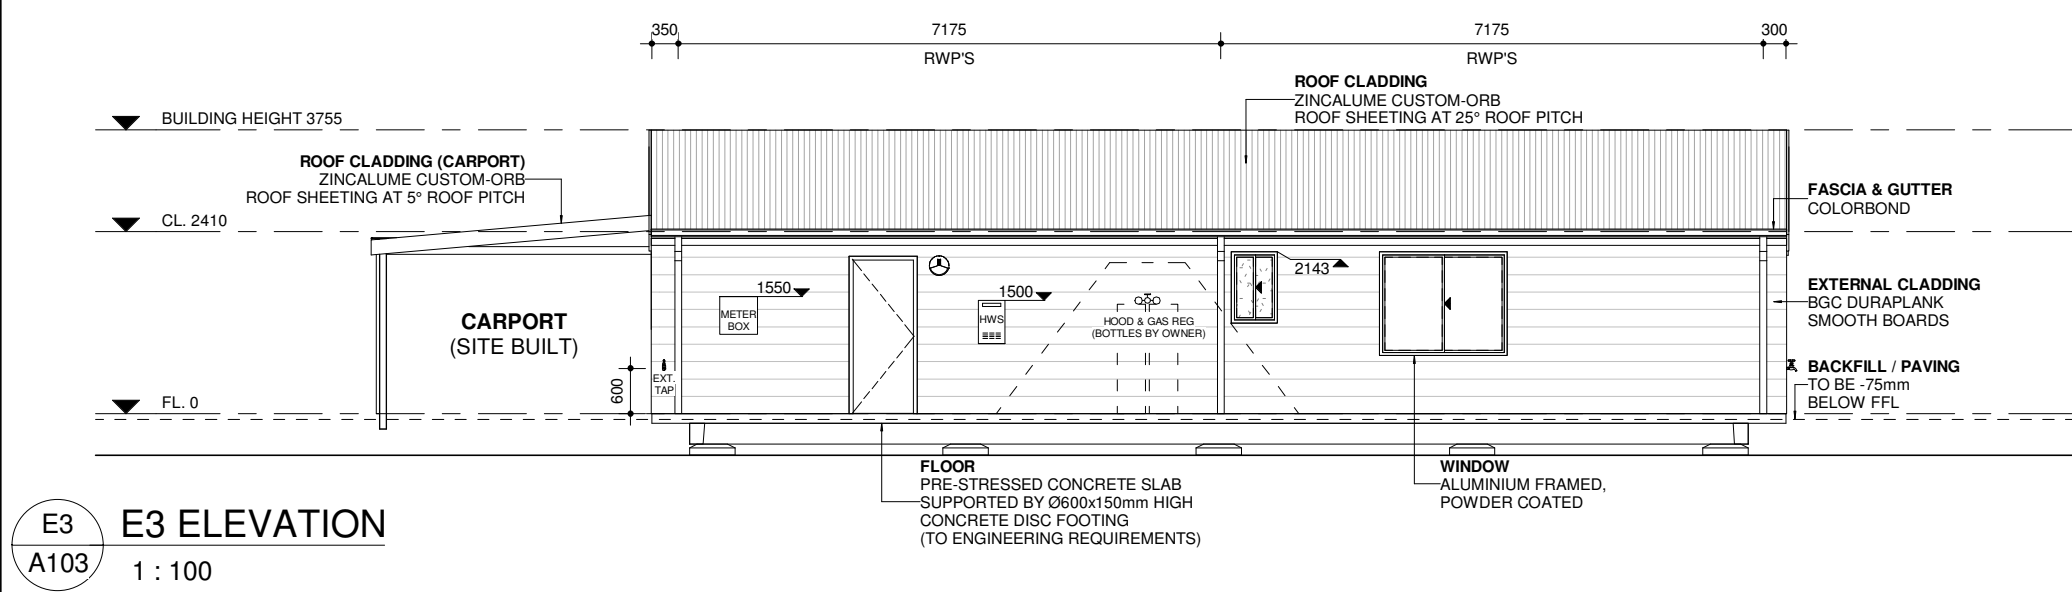 350
7175
7175
300
RWP'S
RWP'S
ROOF CLADDING
ZINCALUME CUSTOM-ORB
ROOF SHEETING AT 25° ROOF PITCH
BUILDING HEIGHT 3755
ROOF CLADDING (CARPORT)
ZINCALUME CUSTOM-ORB
ROOF SHEETING AT 5° ROOF PITCH
FASCIA & GUTTER
COLORBOND
CL. 2410
2143
EXTERNAL CLADDING
BGC DURAPLANK
SMOOTH BOARDS
1550
1500
METER
BOX
HWS
HOOD & GAS REG
(BOTTLES BY OWNER)
CARPORT
(SITE BUILT)
600
EXT.
TAP
BACKFILL / PAVING
TO BE -75mm
BELOW FFL
FL. 0
FLOOR
PRE-STRESSED CONCRETE SLAB
SUPPORTED BY Ø600x150mm HIGH
CONCRETE DISC FOOTING
(TO ENGINEERING REQUIREMENTS)
WINDOW
ALUMINIUM FRAMED,
POWDER COATED
E3
A103
E3 ELEVATION
1 : 100